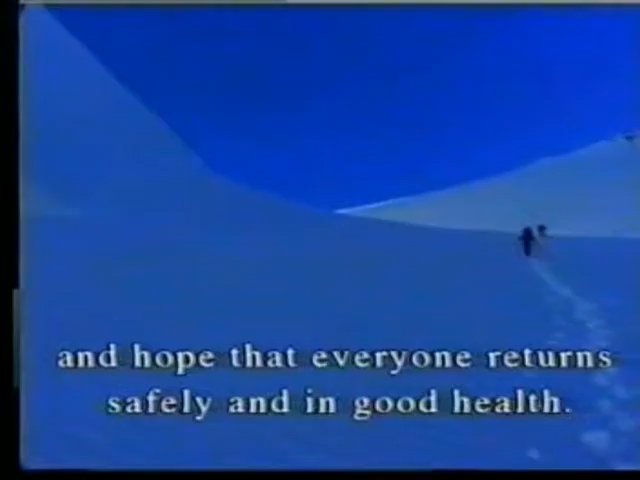 and hope that everyone returns
safely and in good health.